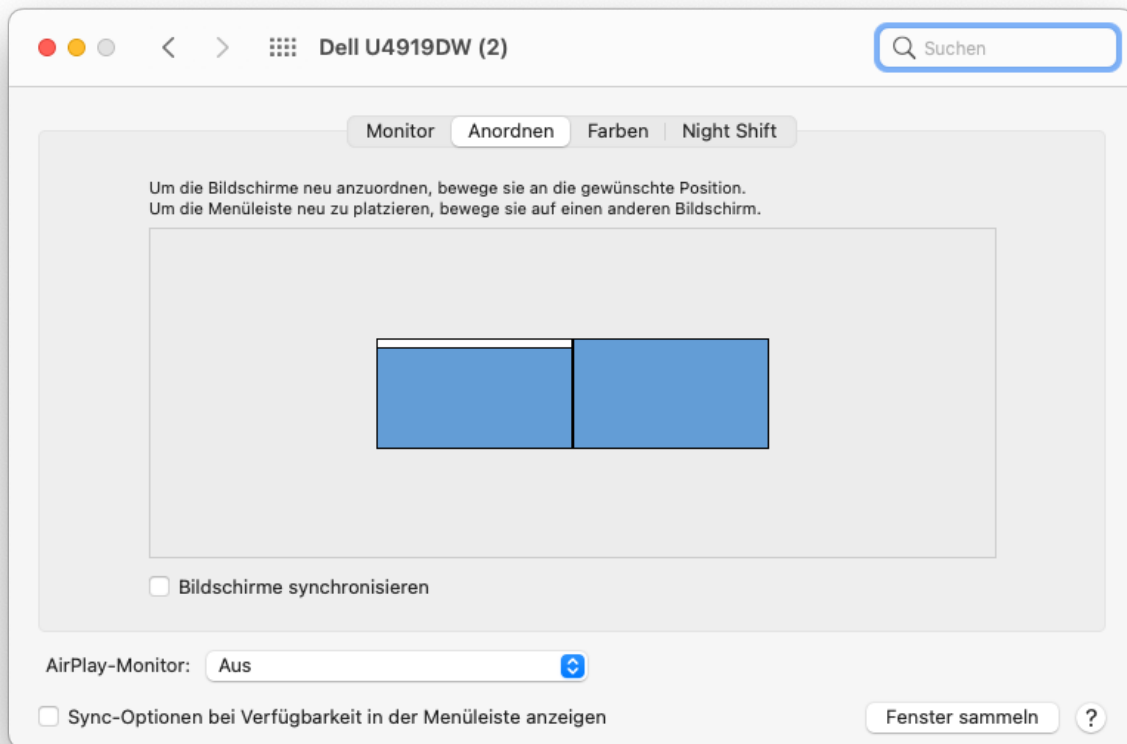 Dell U4919DW (2)
Suchen
Monitor
Anordnen
Farben
Night Shift
Um die Bildschirme neu anzuordnen, bewege sie an die gewünschte Position.
Um die Menüleiste neu zu platzieren, bewege sie auf einen anderen Bildschirm.
Bildschirme synchronisieren
AirPlay-Monitor: Aus
Sync-Optionen bei Verfügbarkeit in der Menüleiste anzeigen
Fenster sammeln
?